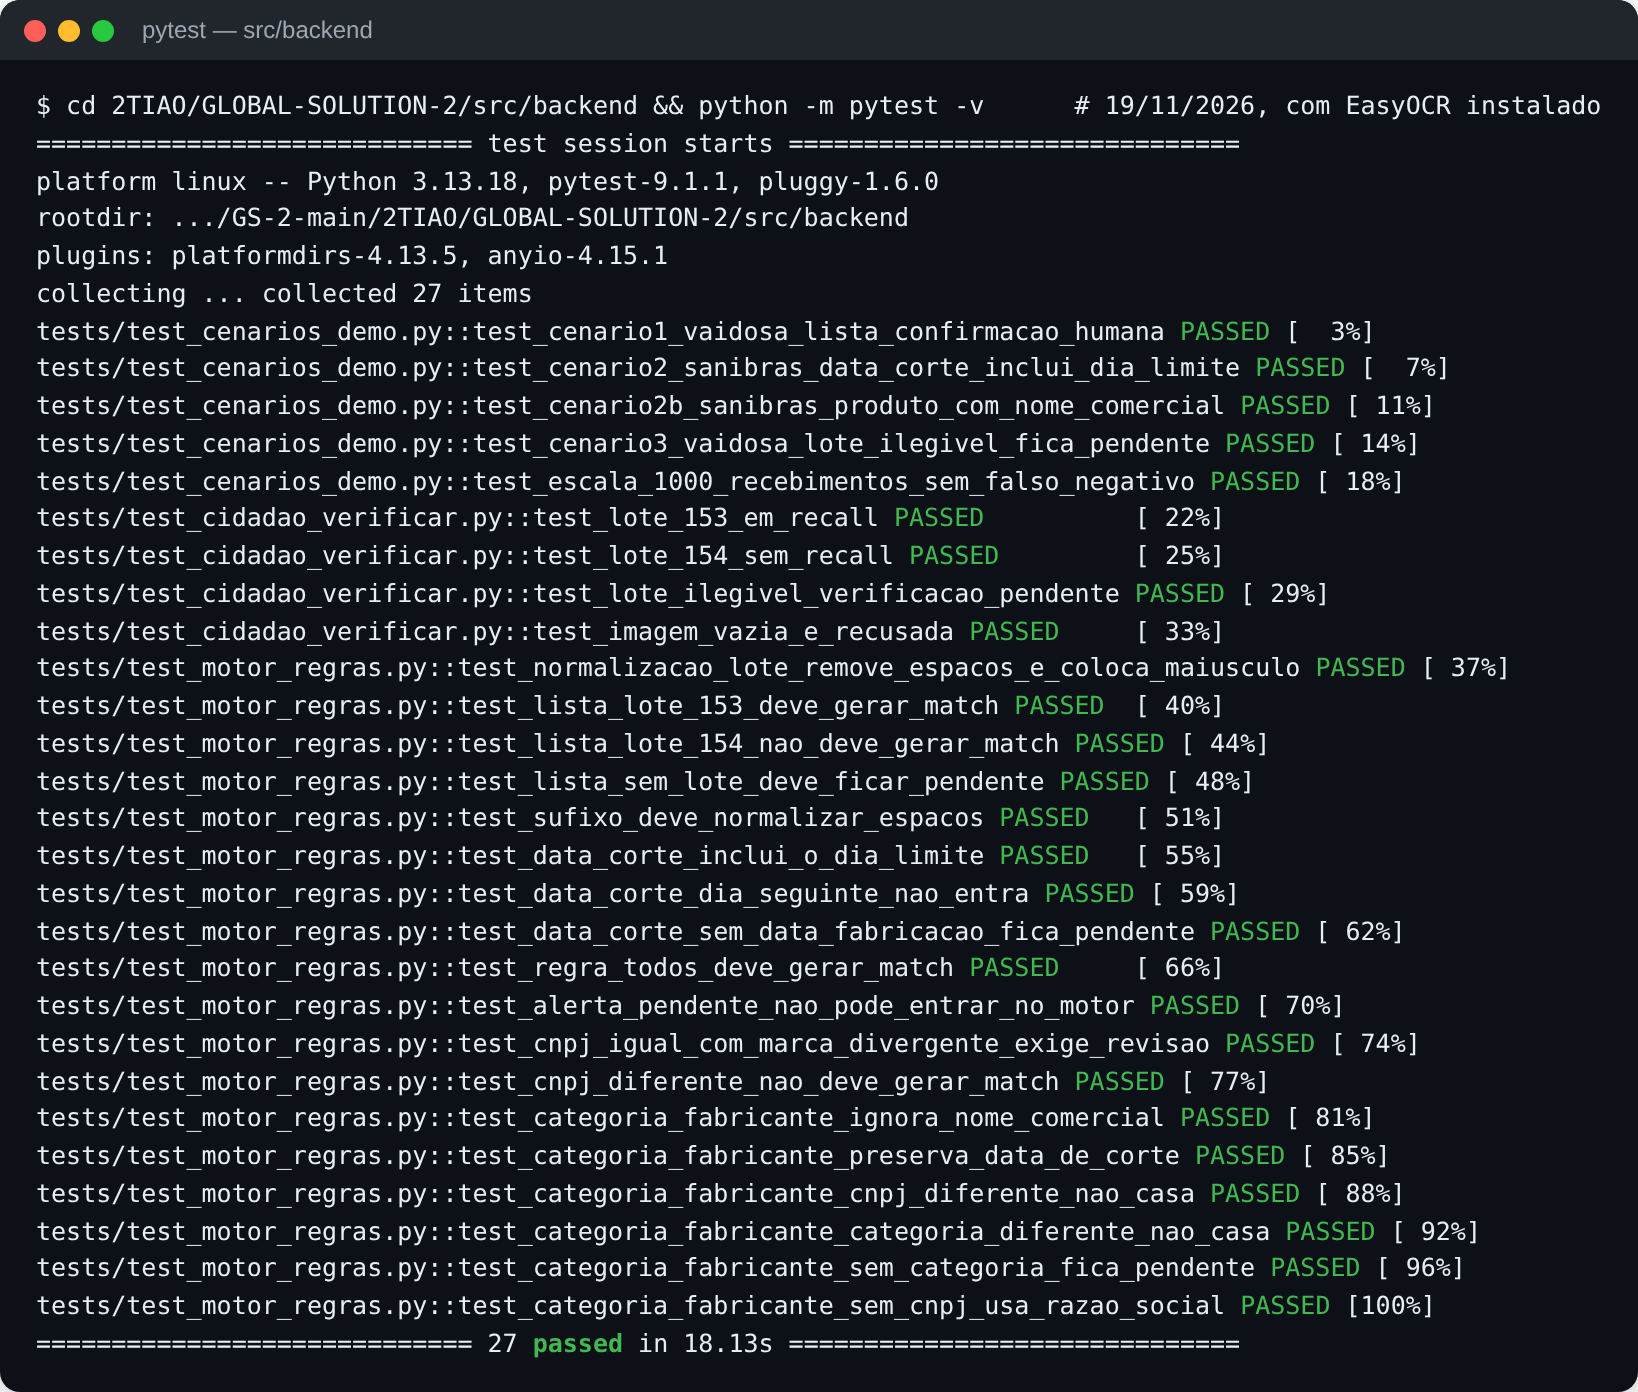 pytest — src/backend
$ cd 2TIAO/GLOBAL-SOLUTION-2/src/backend && python -m pytest -v      # 19/11/2026, com EasyOCR instalado
============================= test session starts ==============================
platform linux -- Python 3.13.18, pytest-9.1.1, pluggy-1.6.0
rootdir: .../GS-2-main/2TIAO/GLOBAL-SOLUTION-2/src/backend
plugins: platformdirs-4.13.5, anyio-4.15.1
collecting ... collected 27 items
tests/test_cenarios_demo.py::test_cenario1_vaidosa_lista_confirmacao_humana PASSED [  3%]
tests/test_cenarios_demo.py::test_cenario2_sanibras_data_corte_inclui_dia_limite PASSED [  7%]
tests/test_cenarios_demo.py::test_cenario2b_sanibras_produto_com_nome_comercial PASSED [ 11%]
tests/test_cenarios_demo.py::test_cenario3_vaidosa_lote_ilegivel_fica_pendente PASSED [ 14%]
tests/test_cenarios_demo.py::test_escala_1000_recebimentos_sem_falso_negativo PASSED [ 18%]
tests/test_cidadao_verificar.py::test_lote_153_em_recall PASSED          [ 22%]
tests/test_cidadao_verificar.py::test_lote_154_sem_recall PASSED         [ 25%]
tests/test_cidadao_verificar.py::test_lote_ilegivel_verificacao_pendente PASSED [ 29%]
tests/test_cidadao_verificar.py::test_imagem_vazia_e_recusada PASSED     [ 33%]
tests/test_motor_regras.py::test_normalizacao_lote_remove_espacos_e_coloca_maiusculo PASSED [ 37%]
tests/test_motor_regras.py::test_lista_lote_153_deve_gerar_match PASSED  [ 40%]
tests/test_motor_regras.py::test_lista_lote_154_nao_deve_gerar_match PASSED [ 44%]
tests/test_motor_regras.py::test_lista_sem_lote_deve_ficar_pendente PASSED [ 48%]
tests/test_motor_regras.py::test_sufixo_deve_normalizar_espacos PASSED   [ 51%]
tests/test_motor_regras.py::test_data_corte_inclui_o_dia_limite PASSED   [ 55%]
tests/test_motor_regras.py::test_data_corte_dia_seguinte_nao_entra PASSED [ 59%]
tests/test_motor_regras.py::test_data_corte_sem_data_fabricacao_fica_pendente PASSED [ 62%]
tests/test_motor_regras.py::test_regra_todos_deve_gerar_match PASSED     [ 66%]
tests/test_motor_regras.py::test_alerta_pendente_nao_pode_entrar_no_motor PASSED [ 70%]
tests/test_motor_regras.py::test_cnpj_igual_com_marca_divergente_exige_revisao PASSED [ 74%]
tests/test_motor_regras.py::test_cnpj_diferente_nao_deve_gerar_match PASSED [ 77%]
tests/test_motor_regras.py::test_categoria_fabricante_ignora_nome_comercial PASSED [ 81%]
tests/test_motor_regras.py::test_categoria_fabricante_preserva_data_de_corte PASSED [ 85%]
tests/test_motor_regras.py::test_categoria_fabricante_cnpj_diferente_nao_casa PASSED [ 88%]
tests/test_motor_regras.py::test_categoria_fabricante_categoria_diferente_nao_casa PASSED [ 92%]
tests/test_motor_regras.py::test_categoria_fabricante_sem_categoria_fica_pendente PASSED [ 96%]
tests/test_motor_regras.py::test_categoria_fabricante_sem_cnpj_usa_razao_social PASSED [100%]
============================= 27 passed in 18.13s ==============================